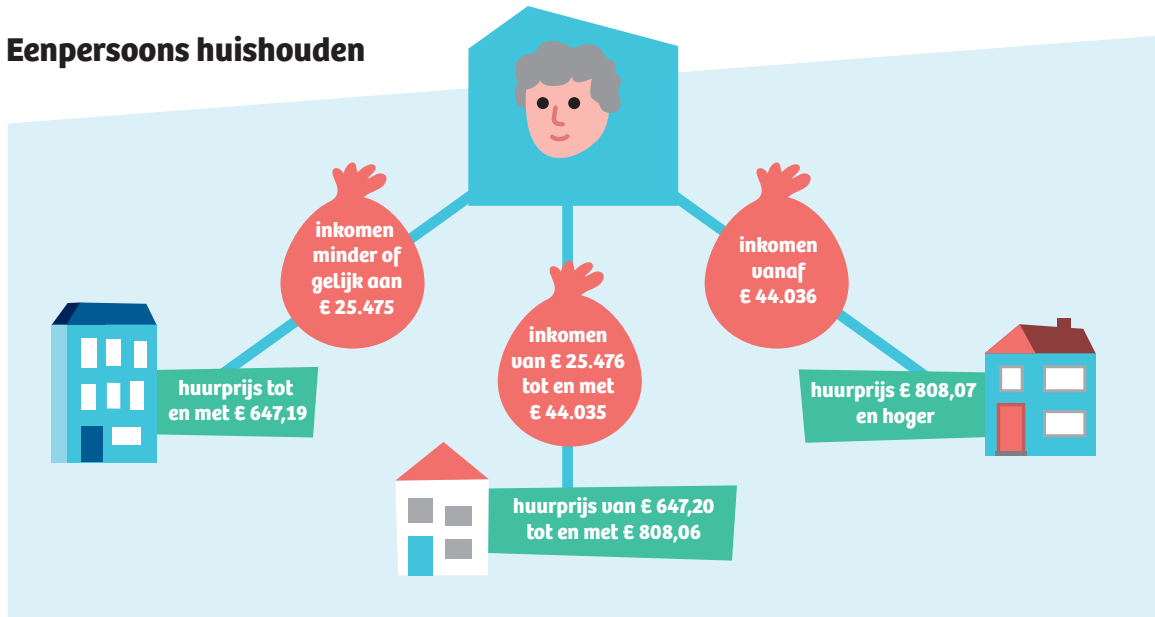 Eenpersoons huishouden
inkomen
minder of
gelijk aan
€ 25.475
huurprijs tot
en met € 647,19
inkomen
van € 25.476
tot en met
€ 44.035
huurprijs van € 647,20
tot en met € 808,06
inkomen
vanaf
€ 44.036
huurprijs € 808,07
en hoger